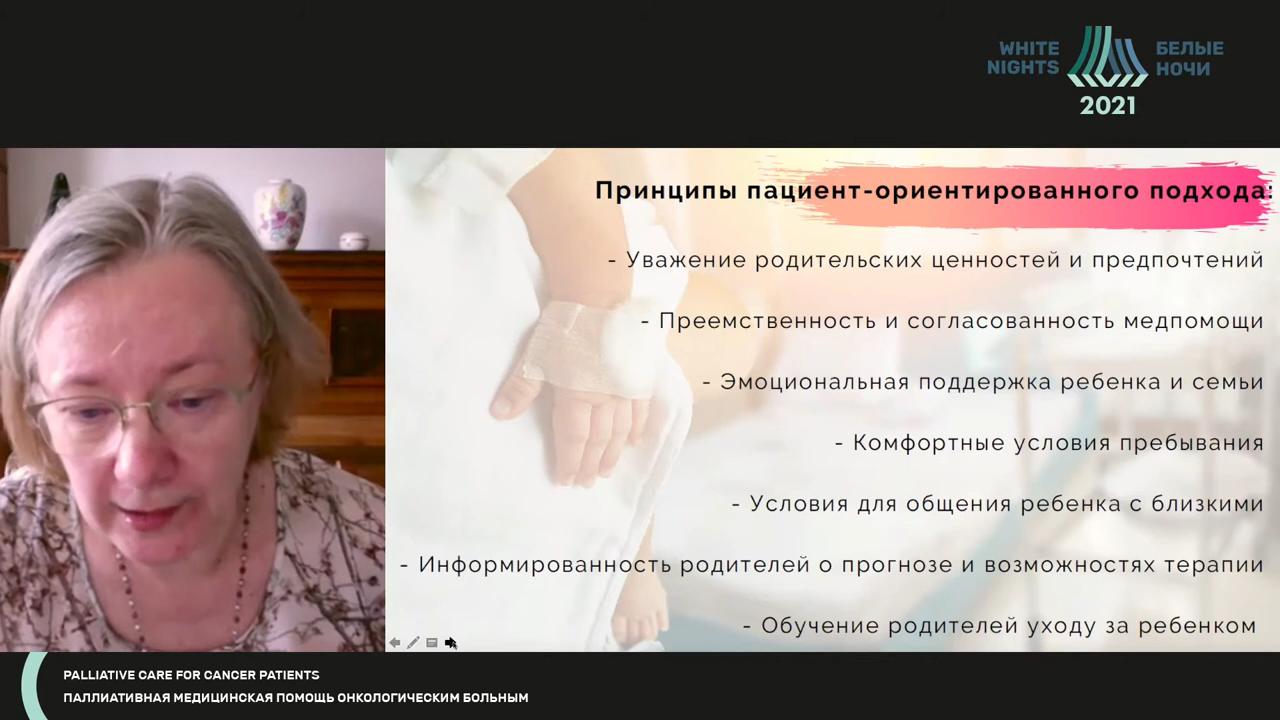 WHITE
NIGHTS
БЕЛЫЕ
НОЧИ
2021
Принципы пациент-ориентированного подхода:
- Уважение родительских ценностей и предпочтений
- Преемственность и согласованность медпомощи
- Эмоциональная поддержка ребенка и семьи
- Комфортные условия пребывания
- Условия для общения ребенка с близкими
- Информированность родителей о прогнозе и возможностях терапии
- Обучение родителей уходу за ребенком
PALLIATIVE CARE FOR CANCER PATIENTS
ПАЛЛИАТИВНАЯ МЕДИЦИНСКАЯ ПОМОЩЬ ОНКОЛОГИЧЕСКИМ БОЛЬНЫМ